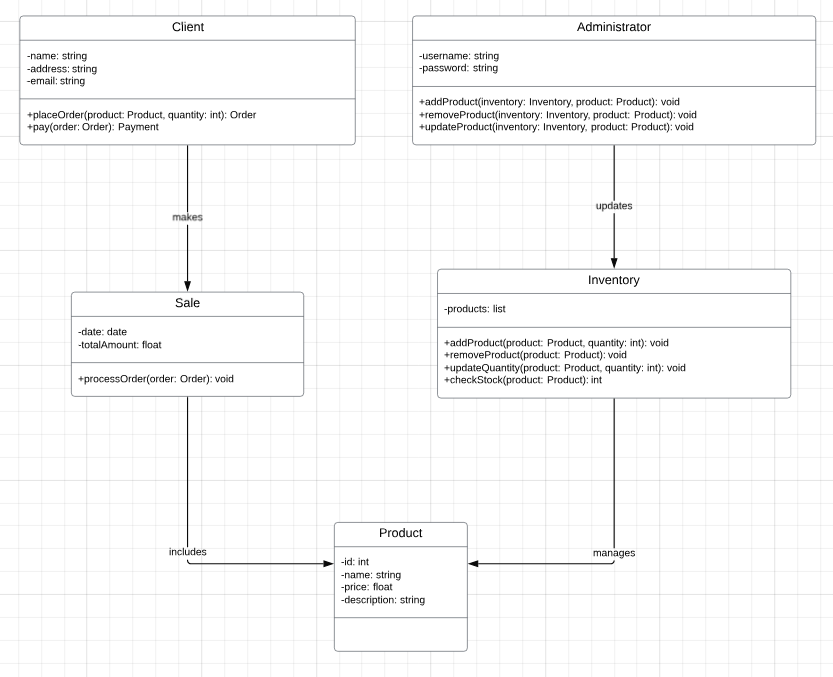 Client
-name: string
-address: string
-email: string
+placeOrder(product: Product, quantity: int): Order
+pay(order: Order): Payment
Administrator
-username: string
-password: string
+addProduct(inventory: Inventory, product: Product): void
+removeProduct(inventory: Inventory, product: Product): void
+updateProduct(inventory: Inventory, product: Product): void
makes
updates
Sale
-date: date
-totalAmount: float
+processOrder(order: Order): void
Inventory
-products: list
+addProduct(product: Product, quantity: int): void
+removeProduct(product: Product): void
+updateQuantity(product: Product, quantity: int): void
+checkStock(product: Product): int
includes
manages
Product
-id: int
-name: string
-price: float
-description: string